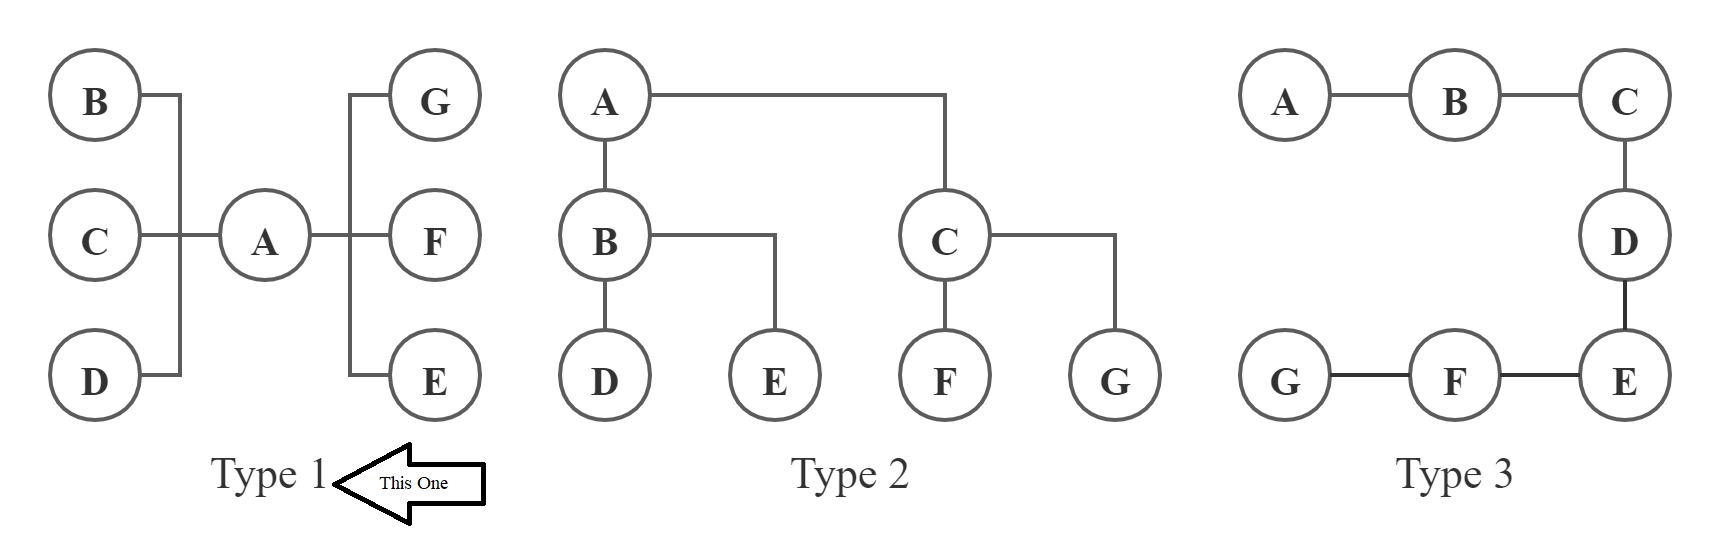 B G A A B C
C A F B C D
D E D E F G G F E
Type 1 This One Type 2 Type 3